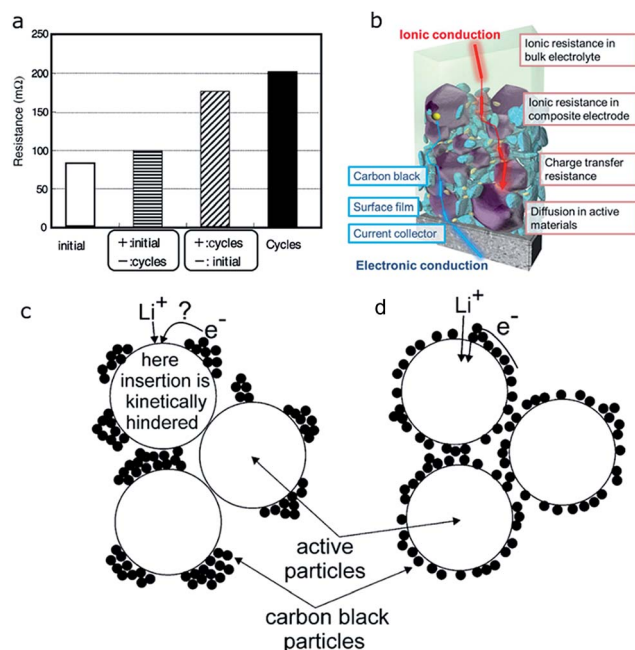 a
250
200
150
100
50
0
Resistance (mΩ)
initial
+:initial
−:cycles
+:cycles
−: initial
Cycles
b
Ionic conduction
Ionic resistance in
bulk electrolyte
Ionic resistance in
composite electrode
Charge transfer
resistance
Diffusion in active
materials
Carbon black
Surface film
Current collector
Electronic conduction
c
Li+ ? e-
here
insertion is
kinetically
hindered
d
Li+ e-
active
particles
carbon black
particles